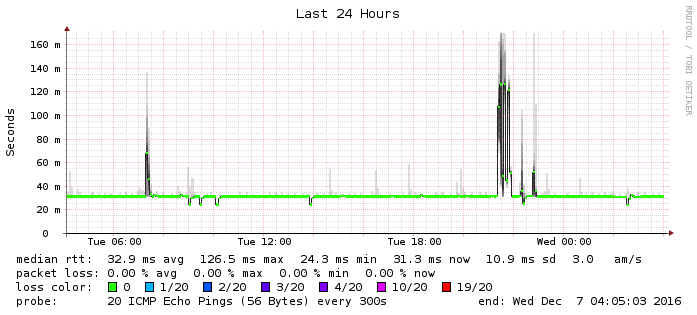 Last 24 Hours
RRDTOOL / TOBI OETIKER
Seconds
160 m
140 m
120 m
100 m
80 m
60 m
40 m
20 m
0
Tue 06:00 Tue 12:00 Tue 18:00 Wed 00:00
median rtt: 32.9 ms avg 126.5 ms max 24.3 ms min 31.3 ms now 10.9 ms sd 3.0 am/s
packet loss: 0.00 % avg 0.00 % max 0.00 % min 0.00 % now
loss color: 0 1/20 2/20 3/20 4/20 10/20 19/20
probe: 20 ICMP Echo Pings (56 Bytes) every 300s end: Wed Dec 7 04:05:03 2016